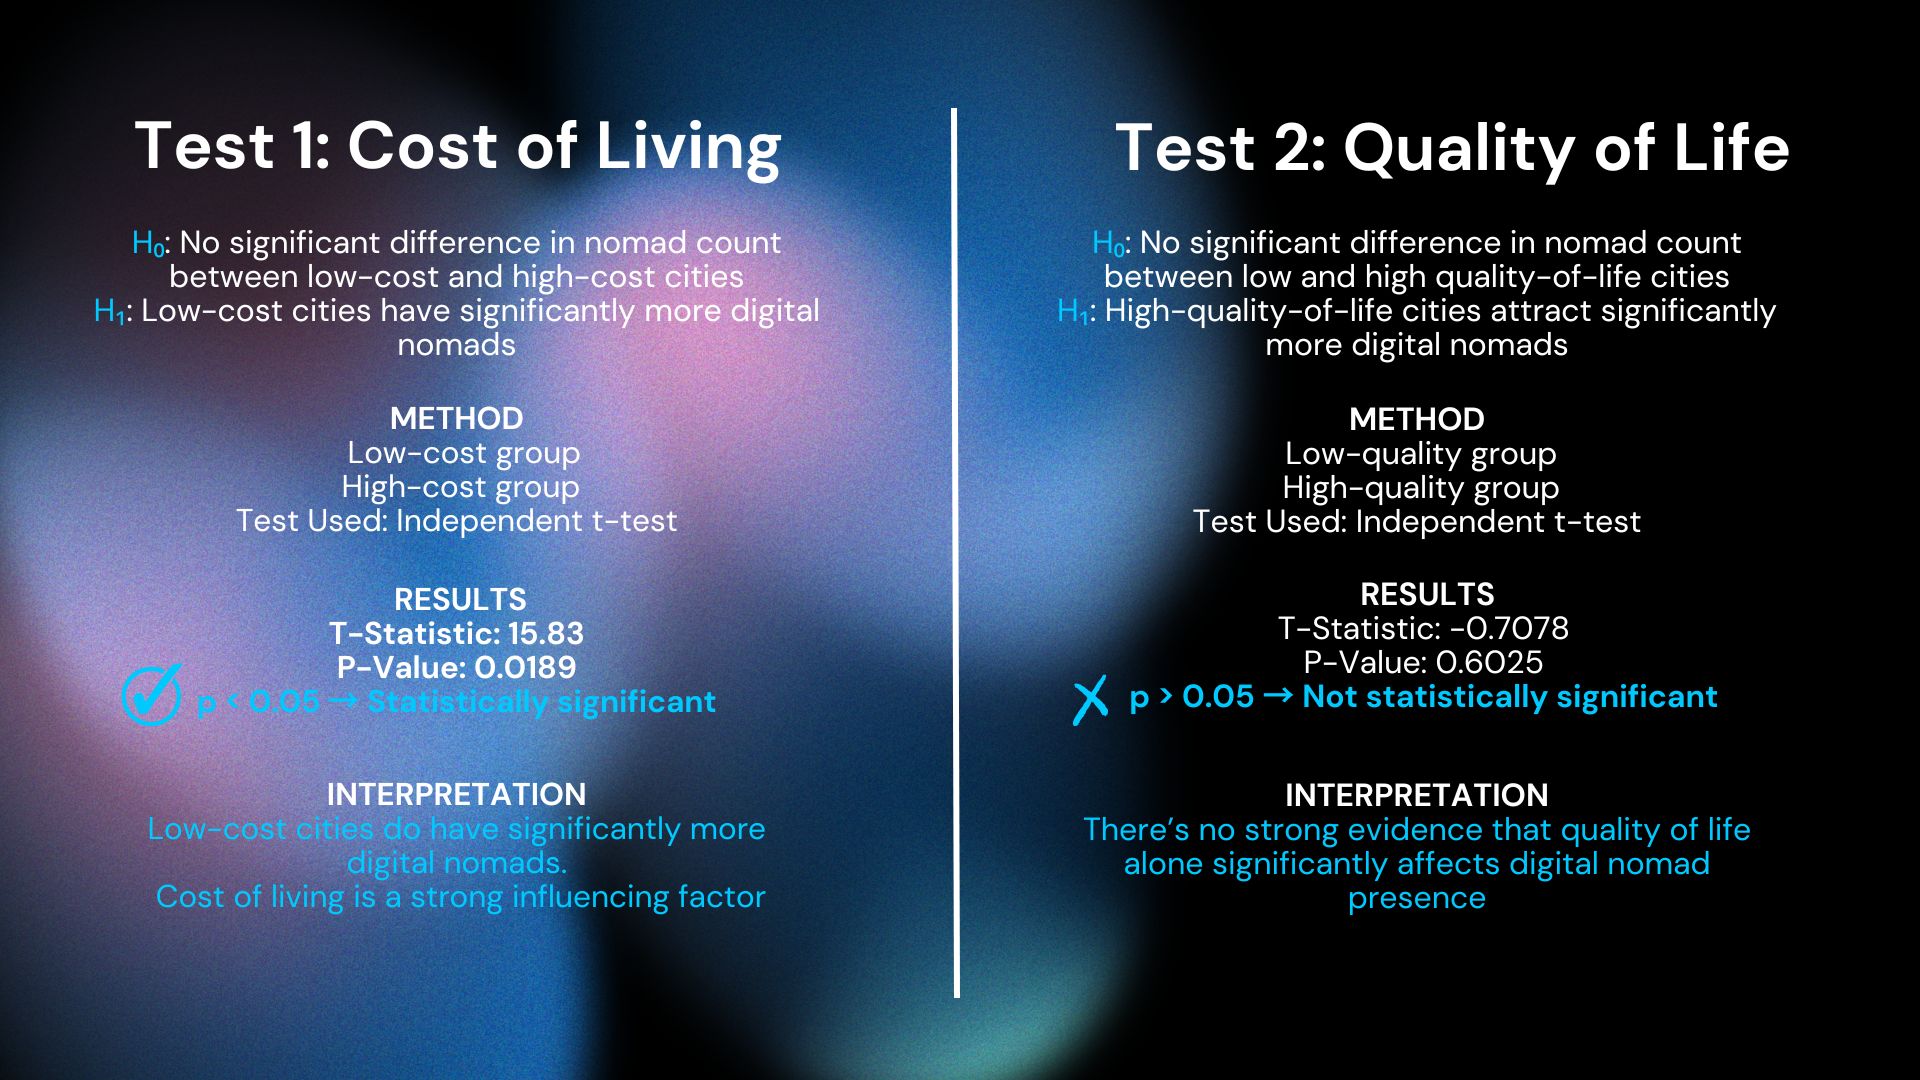 Test 1: Cost of Living
H₀: No significant difference in nomad count
between low-cost and high-cost cities
H₁: Low-cost cities have significantly more digital
nomads
METHOD
Low-cost group
High-cost group
Test Used: Independent t-test
RESULTS
T-Statistic: 15.83
P-Value: 0.0189
p < 0.05 → Statistically significant
INTERPRETATION
Low-cost cities do have significantly more
digital nomads.
Cost of living is a strong influencing factor
Test 2: Quality of Life
H₀: No significant difference in nomad count
between low and high quality-of-life cities
H₁: High-quality-of-life cities attract significantly
more digital nomads
METHOD
Low-quality group
High-quality group
Test Used: Independent t-test
RESULTS
T-Statistic: -0.7078
P-Value: 0.6025
p > 0.05 → Not statistically significant
INTERPRETATION
There’s no strong evidence that quality of life
alone significantly affects digital nomad
presence